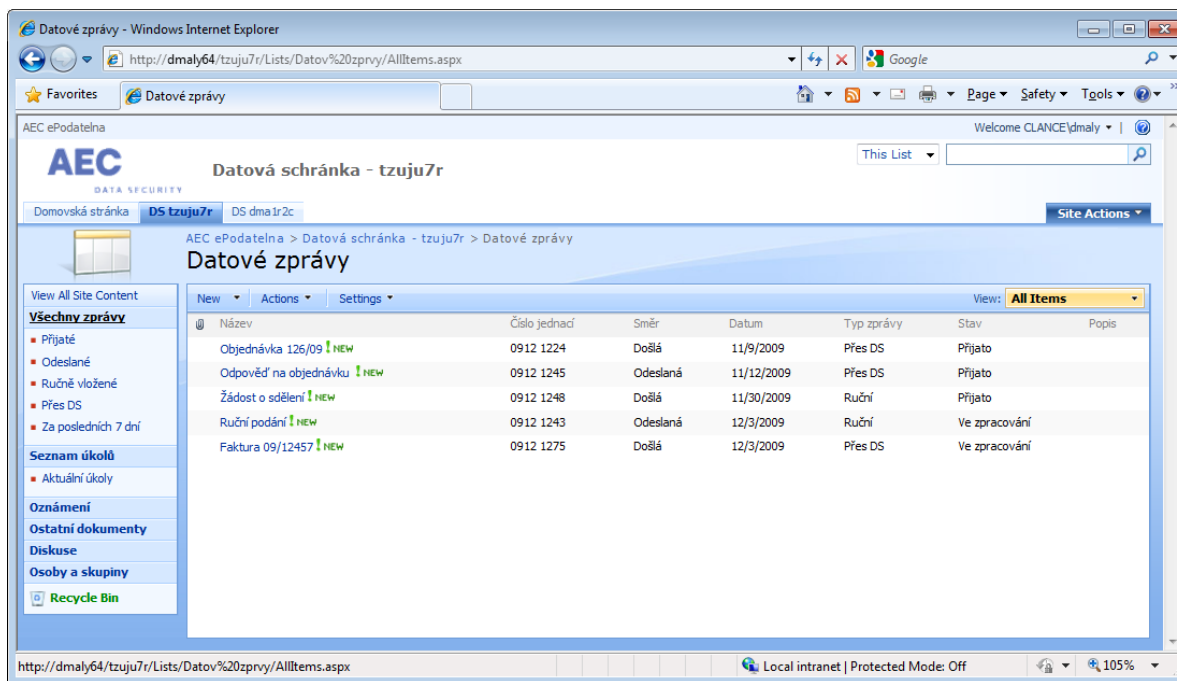 Datové zprávy - Windows Internet Explorer
http://dmaly64/tzuju7r/Lists/Datov%20zprvy/AllItems.aspx
Google
Favorites
Datové zprávy
Page
Safety
Tools
AEC ePodatelna
Welcome CLANCE\dmaly
AEC
DATA SECURITY
Datová schránka - tzuju7r
This List
Domovská stránka
DS tzuju7r
DS dma1r2c
Site Actions
AEC ePodatelna > Datová schránka - tzuju7r > Datové zprávy
Datové zprávy
View All Site Content
Všechny zprávy
Přijaté
Odeslané
Ručně vložené
Přes DS
Za posledních 7 dní
Seznam úkolů
Aktuální úkoly
Oznámení
Ostatní dokumenty
Diskuse
Osoby a skupiny
Recycle Bin
New Actions Settings View: All Items
Název Číslo jednací Směr Datum Typ zprávy Stav Popis
Objednávka 126/09 ! NEW 0912 1224 Došlá 11/9/2009 Přes DS Přijato
Odpověď na objednávku ! NEW 0912 1245 Odeslaná 11/12/2009 Přes DS Přijato
Žádost o sdělení ! NEW 0912 1248 Došlá 11/30/2009 Ruční Přijato
Ruční podání ! NEW 0912 1243 Odeslaná 12/3/2009 Ruční Ve zpracování
Faktura 09/12457 ! NEW 0912 1275 Došlá 12/3/2009 Přes DS Ve zpracování
http://dmaly64/tzuju7r/Lists/Datov%20zprvy/AllItems.aspx
Local intranet | Protected Mode: Off
105%